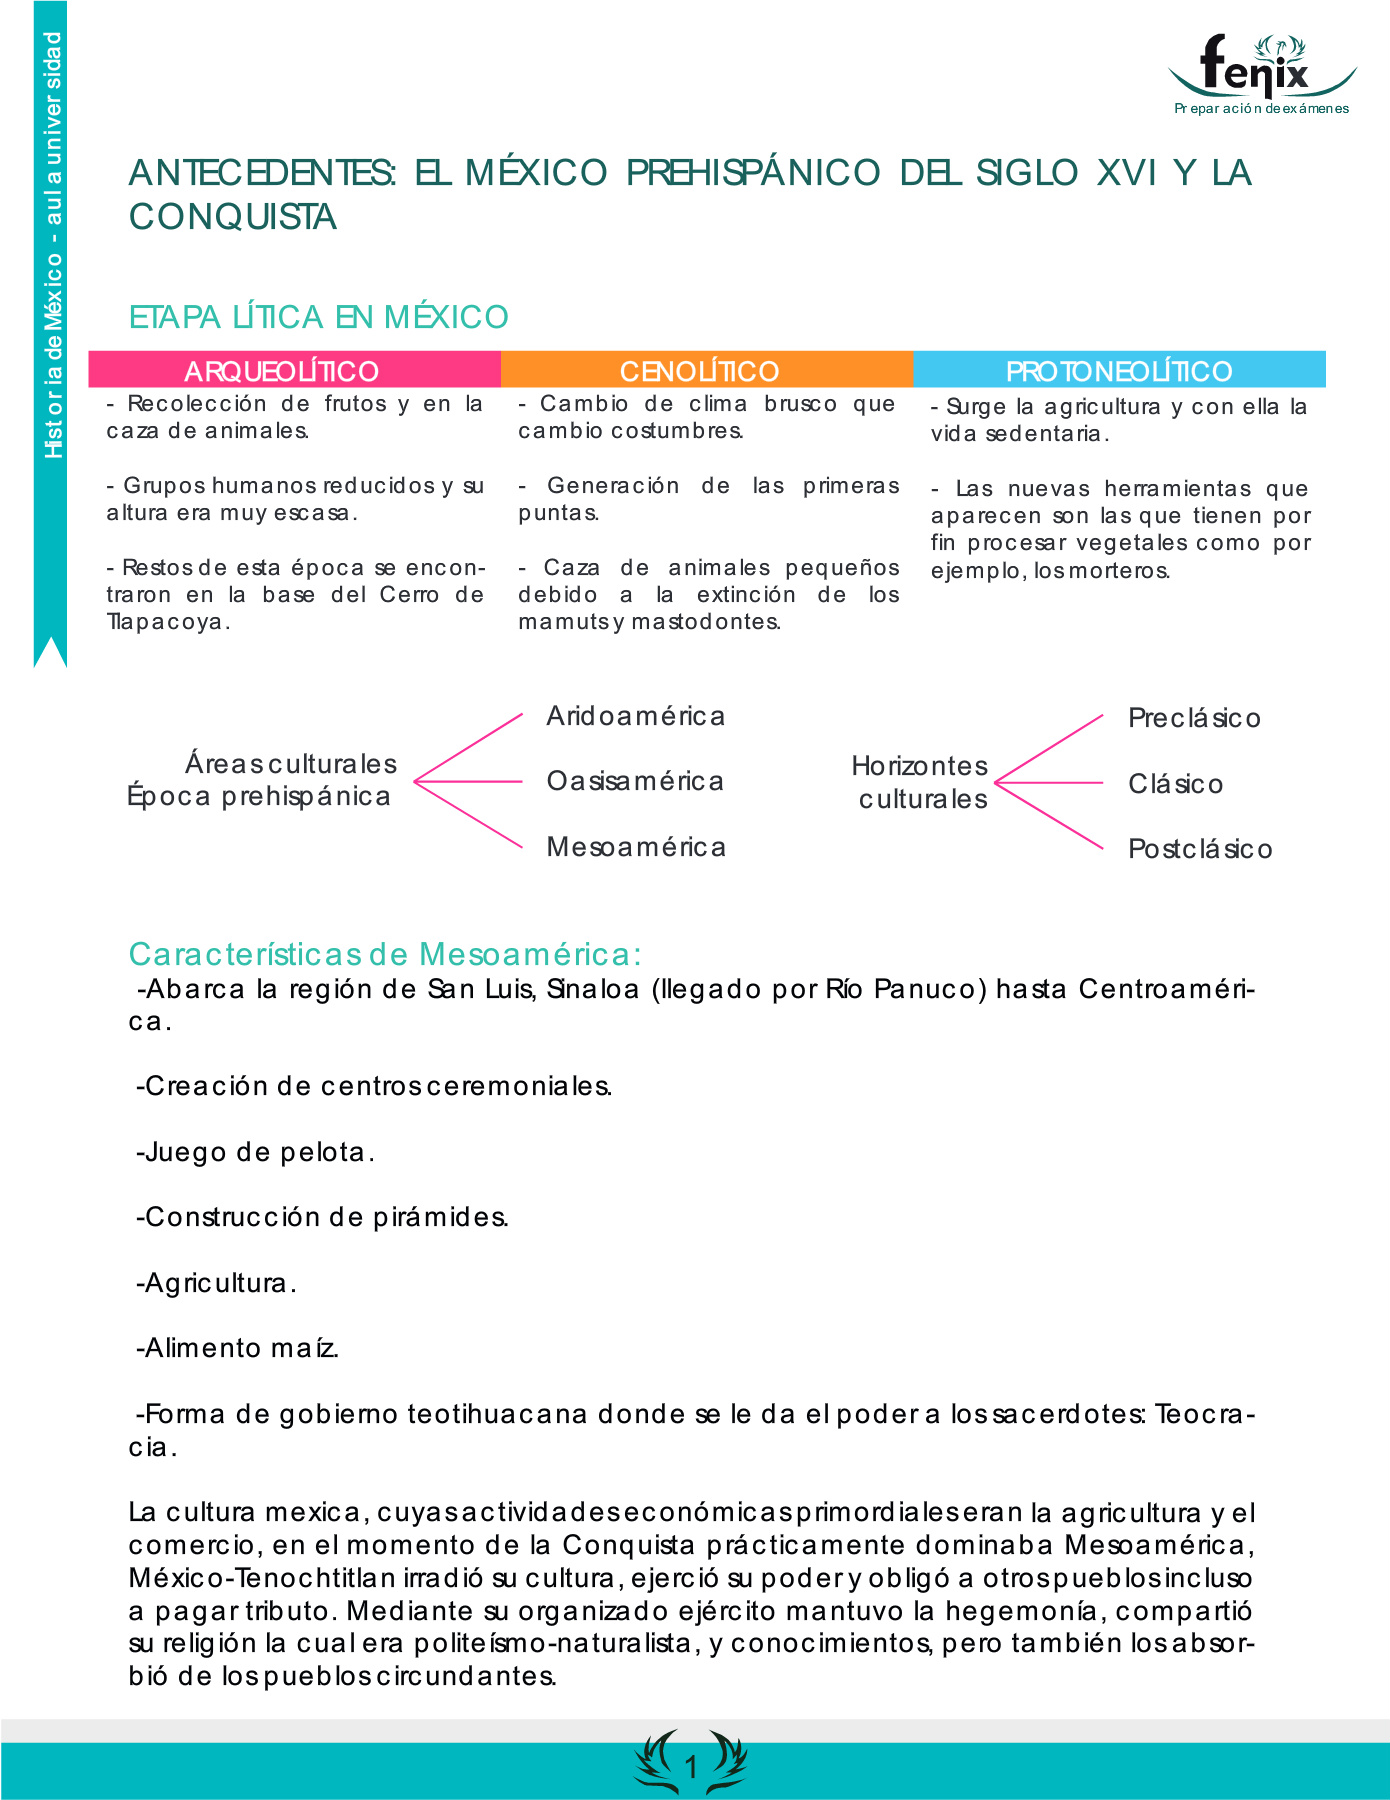 Historia de México - aula universidad
fenix
Preparación de exámenes
ANTECEDENTES: EL MÉXICO PREHISPÁNICO DEL SIGLO XVI Y LA
CONQUISTA
ETAPA LÍTICA EN MÉXICO
ARQUEOLÍTICO
- Recolección de frutos y en la
caza de animales.
- Grupos humanos reducidos y su
altura era muy escasa.
- Restos de esta época se encon-
traron en la base del Cerro de
Tlapacoya.
CENOLÍTICO
- Cambio de clima brusco que
cambio costumbres.
- Generación de las primeras
puntas.
- Caza de animales pequeños
debido a la extinción de los
mamuts y mastodontes.
PROTONEOLÍTICO
- Surge la agricultura y con ella la
vida sedentaria.
- Las nuevas herramientas que
aparecen son las que tienen por
fin procesar vegetales como por
ejemplo, los morteros.
Áreas culturales
Época prehispánica
Aridoamérica
Oasisamérica
Mesoamérica
Horizontes
culturales
Preclásico
Clásico
Postclásico
Características de Mesoamérica:
-Abarca la región de San Luis, Sinaloa (llegado por Río Panuco) hasta Centroaméri-
ca.
-Creación de centros ceremoniales.
-Juego de pelota.
-Construcción de pirámides.
-Agricultura.
-Alimento maíz.
-Forma de gobierno teotihuacana donde se le da el poder a los sacerdotes: Teocra-
cia.
La cultura mexica, cuyas actividades económicas primordiales eran la agricultura y el
comercio, en el momento de la Conquista prácticamente dominaba Mesoamérica,
México-Tenochtitlan irradió su cultura, ejerció su poder y obligó a otros pueblos incluso
a pagar tributo. Mediante su organizado ejército mantuvo la hegemonía, compartió
su religión la cual era politeísmo-naturalista, y conocimientos, pero también los absor-
bió de los pueblos circundantes.
1